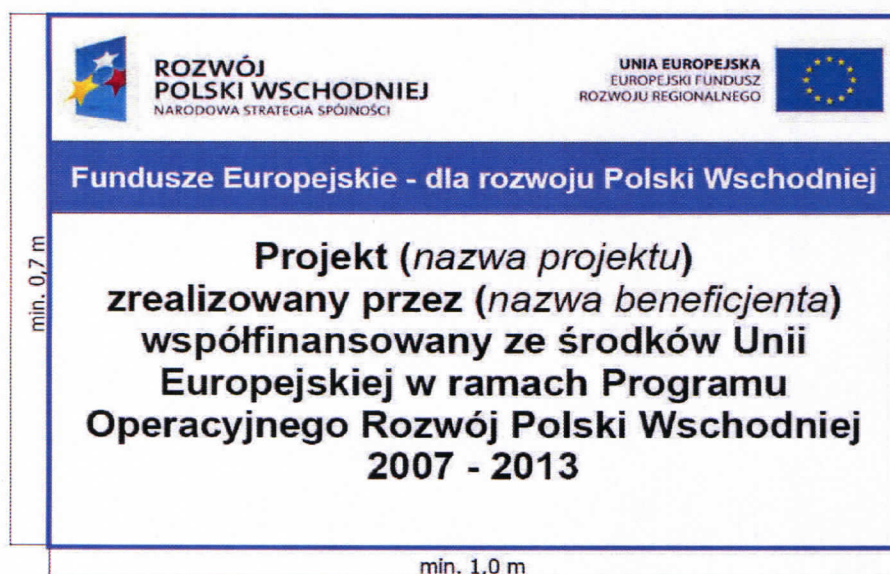 ROZWÓJ
POLSKI WSCHODNIEJ
NARODOWA STRATEGIA SPÓJNOŚCI
UNIA EUROPEJSKA
EUROPEJSKI FUNDUSZ
ROZWOJU REGIONALNEGO
Fundusze Europejskie - dla rozwoju Polski Wschodniej
Projekt (nazwa projektu)
zrealizowany przez (nazwa beneficjenta)
współfinansowany ze środków Unii
Europejskiej w ramach Programu
Operacyjnego Rozwój Polski Wschodniej
2007 - 2013
min. 0,7 m
min. 1,0 m